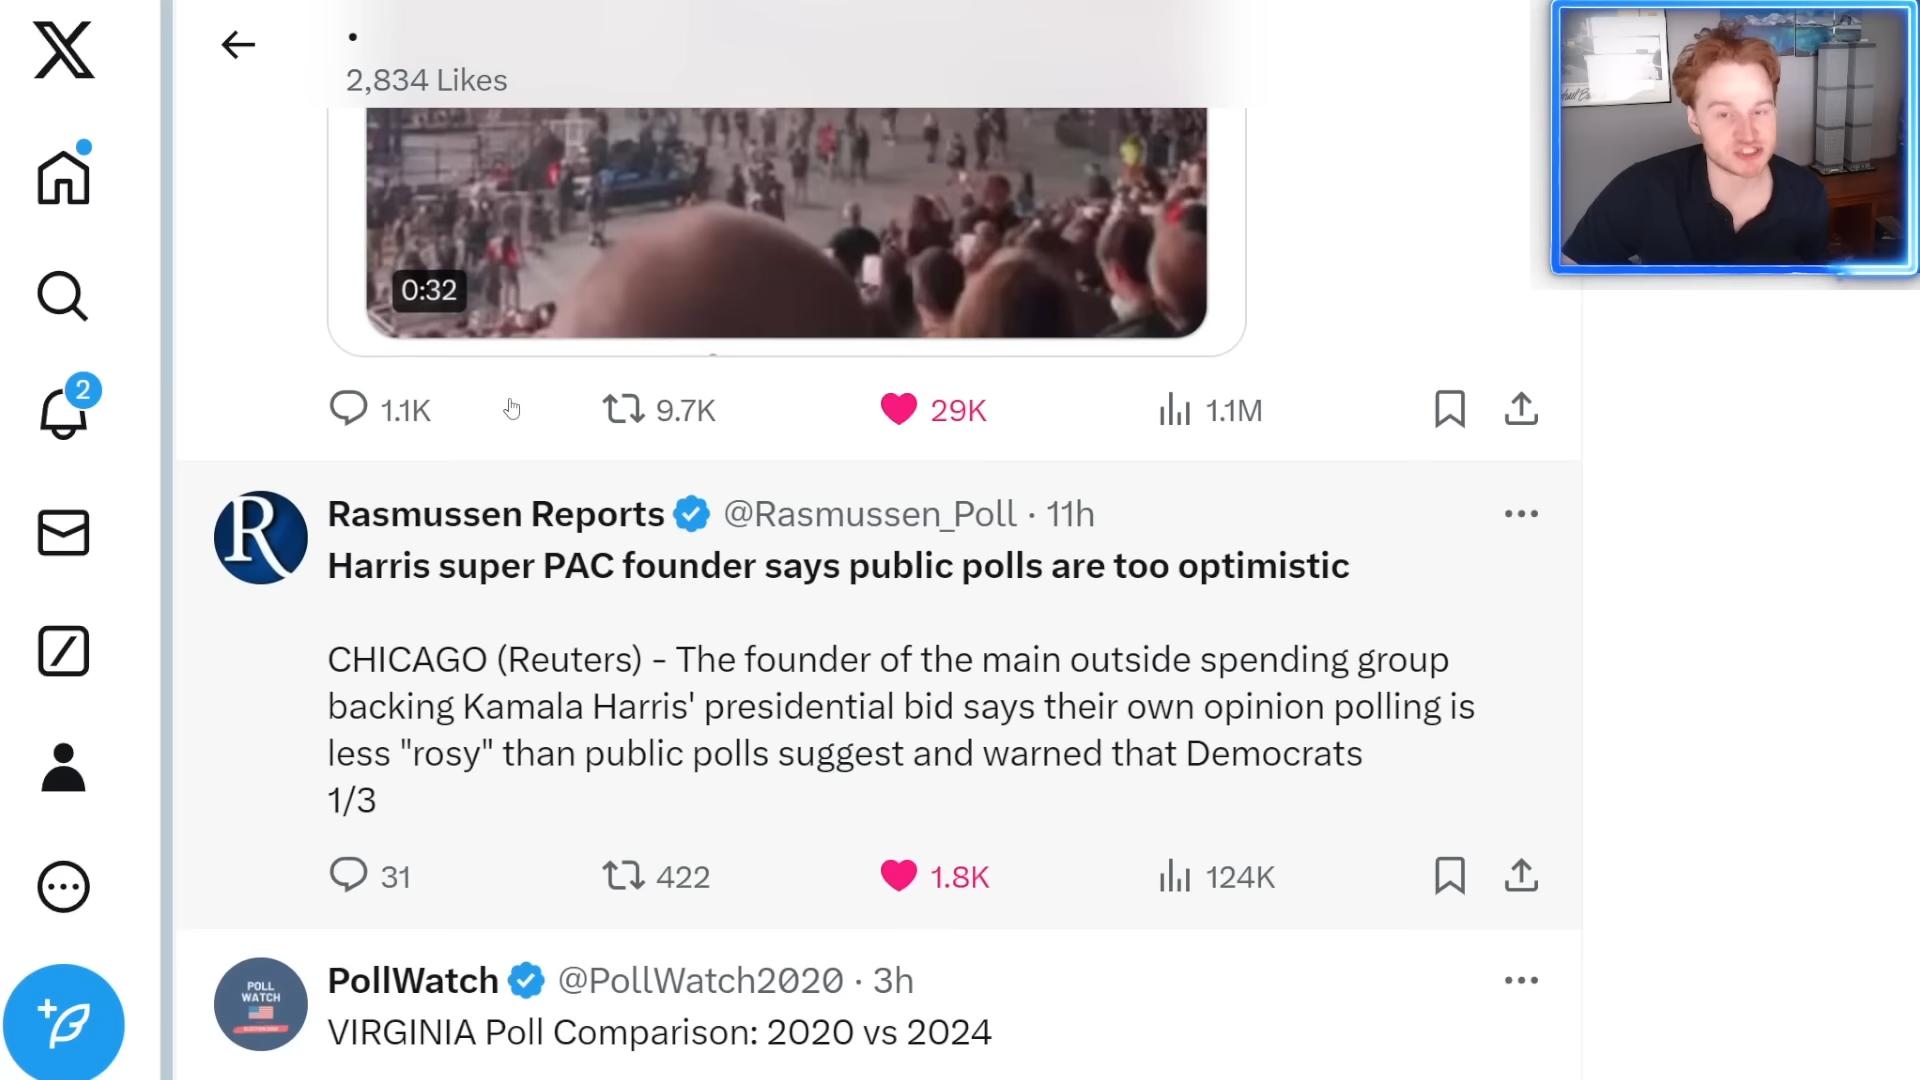 .
2,834 Likes
0:32
1.1K 9.7K 29K 1.1M
2
Rasmussen Reports @Rasmussen_Poll · 11h
Harris super PAC founder says public polls are too optimistic
CHICAGO (Reuters) - The founder of the main outside spending group
backing Kamala Harris' presidential bid says their own opinion polling is
less "rosy" than public polls suggest and warned that Democrats
1/3
31 422 1.8K 124K
R
PollWatch @PollWatch2020 · 3h
VIRGINIA Poll Comparison: 2020 vs 2024
POLL
WATCH